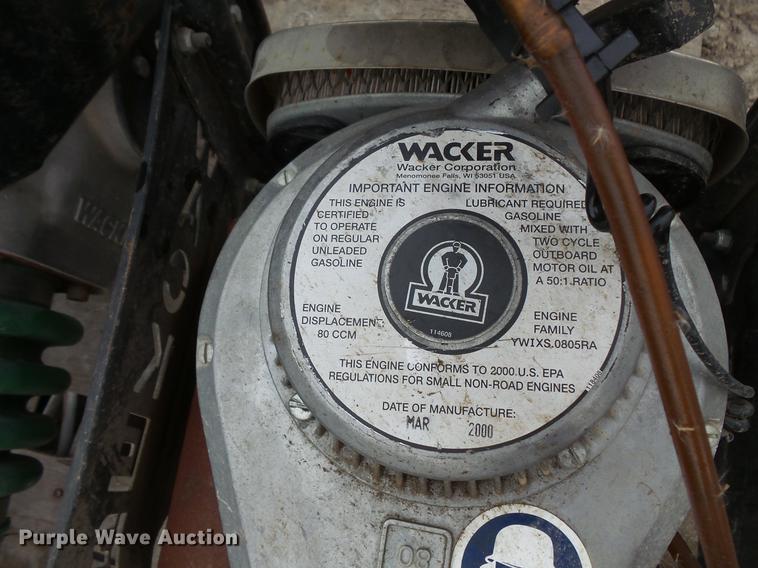 WACKER
Wacker Corporation
Menomonee Falls, WI 53051 USA
IMPORTANT ENGINE INFORMATION
THIS ENGINE IS
CERTIFIED
TO OPERATE
ON REGULAR
UNLEADED
GASOLINE
LUBRICANT REQUIRED
GASOLINE
MIXED WITH
TWO CYCLE
OUTBOARD
MOTOR OIL AT
A 50:1 RATIO
WACKER
114608
ENGINE
DISPLACEMENT:
80 CCM
ENGINE
FAMILY
YWIXS.0805RA
THIS ENGINE CONFORMS TO 2000 U.S. EPA
REGULATIONS FOR SMALL NON-ROAD ENGINES
DATE OF MANUFACTURE:
MAR 2000
08
Purple Wave Auction